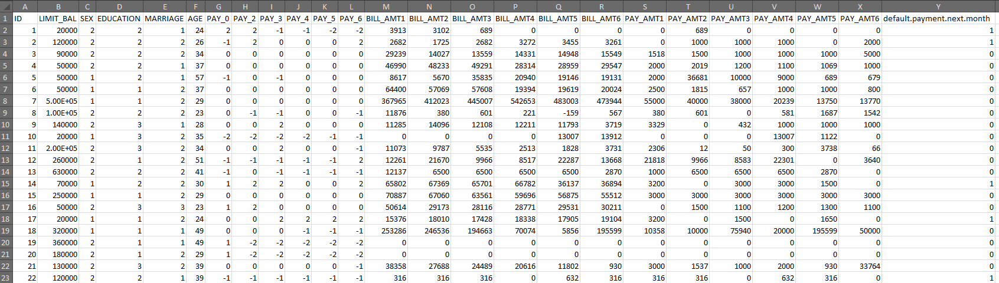 A B C D E F G H I J K L M N O P Q R S T U V W X Y
1 ID LIMIT_BAL SEX EDUCATION MARRIAGE AGE PAY_0 PAY_2 PAY_3 PAY_4 PAY_5 PAY_6 BILL_AMT1 BILL_AMT2 BILL_AMT3 BILL_AMT4 BILL_AMT5 BILL_AMT6 PAY_AMT1 PAY_AMT2 PAY_AMT3 PAY_AMT4 PAY_AMT5 PAY_AMT6 default.payment.next.month
2 1 20000 2 2 1 24 2 2 -1 -1 -2 -2 3913 3102 689 0 0 0 0 689 0 0 0 0 1
3 2 120000 2 2 2 26 -1 2 0 0 0 2 2682 1725 2682 3272 3455 3261 0 1000 1000 1000 0 2000 1
4 3 90000 2 2 2 34 0 0 0 0 0 0 29239 14027 13559 14331 14948 15549 1518 1500 1000 1000 1000 5000 0
5 4 50000 2 2 1 37 0 0 0 0 0 0 46990 48233 49291 28314 28959 29547 2000 2019 1200 1100 1069 1000 0
6 5 50000 1 2 1 57 -1 0 -1 0 0 0 8617 5670 35835 20940 19146 19131 2000 36681 10000 9000 689 679 0
7 6 50000 1 1 2 37 0 0 0 0 0 0 64400 57069 57608 19394 19619 20024 2500 1815 657 1000 1000 800 0
8 7 5.00E+05 1 1 2 29 0 0 0 0 0 0 367965 412023 445007 542653 483003 473944 55000 40000 38000 20239 13750 13770 0
9 8 1.00E+05 2 2 2 23 0 -1 -1 0 0 -1 11876 380 601 221 -159 567 380 601 0 581 1687 1542 0
10 9 140000 2 3 1 28 0 0 2 0 0 0 11285 14096 12108 12211 11793 3719 3329 0 432 1000 1000 1000 0
11 10 20000 1 3 2 35 -2 -2 -2 -2 -1 -1 0 0 0 0 13007 13912 0 0 0 13007 1122 0 0
12 11 2.00E+05 2 3 2 34 0 0 2 0 0 -1 11073 9787 5535 2513 1828 3731 2306 12 50 300 3738 66 0
13 12 260000 2 1 2 51 -1 -1 -1 -1 -1 2 12261 21670 9966 8517 22287 13668 21818 9966 8583 22301 0 3640 0
14 13 630000 2 2 2 41 -1 0 -1 -1 -1 -1 12137 6500 6500 6500 6500 2870 1000 6500 6500 6500 2870 0 0
15 14 70000 1 2 2 30 1 2 2 0 0 2 65802 67369 65701 66782 36137 36894 3200 0 3000 3000 1500 0 1
16 15 250000 1 1 2 29 0 0 0 0 0 0 70887 67060 63561 59696 56875 55512 3000 3000 3000 3000 3000 3000 0
17 16 50000 2 3 3 23 1 2 0 0 0 0 50614 29173 28116 28771 29531 30211 0 1500 1100 1200 1300 1100 0
18 17 20000 1 1 2 24 0 0 2 2 2 2 15376 18010 17428 18338 17905 19104 3200 0 1500 0 1650 0 1
19 18 320000 1 1 1 49 0 0 0 -1 -1 -1 253286 246536 194663 70074 5856 195599 10358 10000 75940 20000 195599 50000 0
20 19 360000 2 1 1 49 1 -2 -2 -2 -2 -2 0 0 0 0 0 0 0 0 0 0 0 0 0
21 20 180000 2 1 2 29 1 -2 -2 -2 -2 -2 0 0 0 0 0 0 0 0 0 0 0 0 0
22 21 130000 2 3 2 39 0 0 0 0 0 -1 38358 27688 24489 20616 11802 930 3000 1537 1000 2000 930 33764 0
23 22 120000 2 2 1 39 -1 -1 -1 -1 -1 -1 316 316 316 0 632 316 316 316 0 632 316 0 1